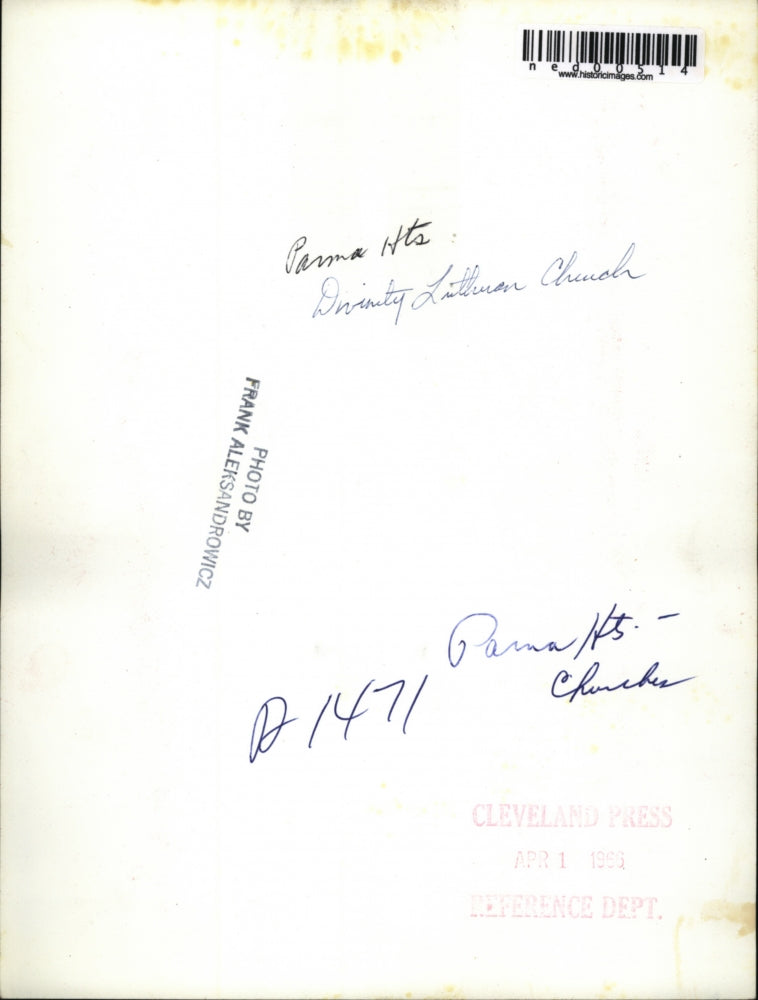 ned00514
www.historicimages.com
Parma Hts
Divinity Lutheran Church
PHOTO BY
FRANK ALEKSANDROWICZ
Parma Hts. -
Churches
A 1471
CLEVELAND PRESS
APR 1 1966
REFERENCE DEPT.